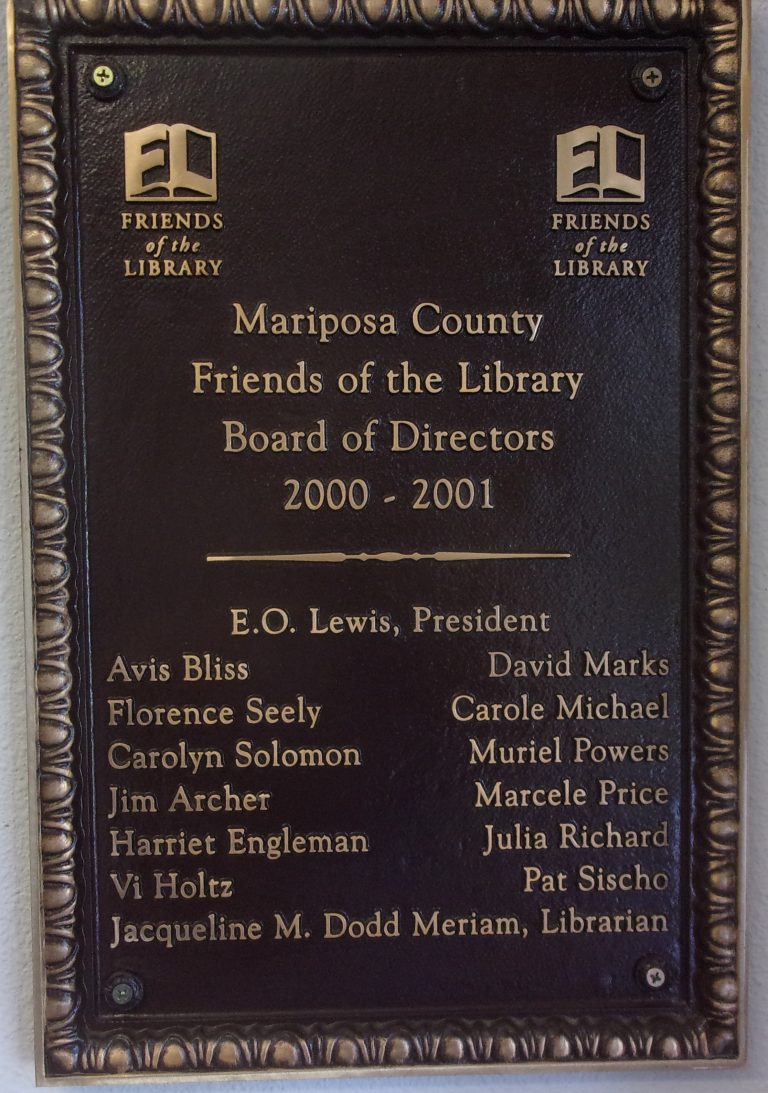 FL
FRIENDS
of the
LIBRARY
FL
FRIENDS
of the
LIBRARY
Mariposa County
Friends of the Library
Board of Directors
2000 - 2001
E.O. Lewis, President
Avis Bliss David Marks
Florence Seely Carole Michael
Carolyn Solomon Muriel Powers
Jim Archer Marcele Price
Harriet Engleman Julia Richard
Vi Holtz Pat Sischo
Jacqueline M. Dodd Meriam, Librarian